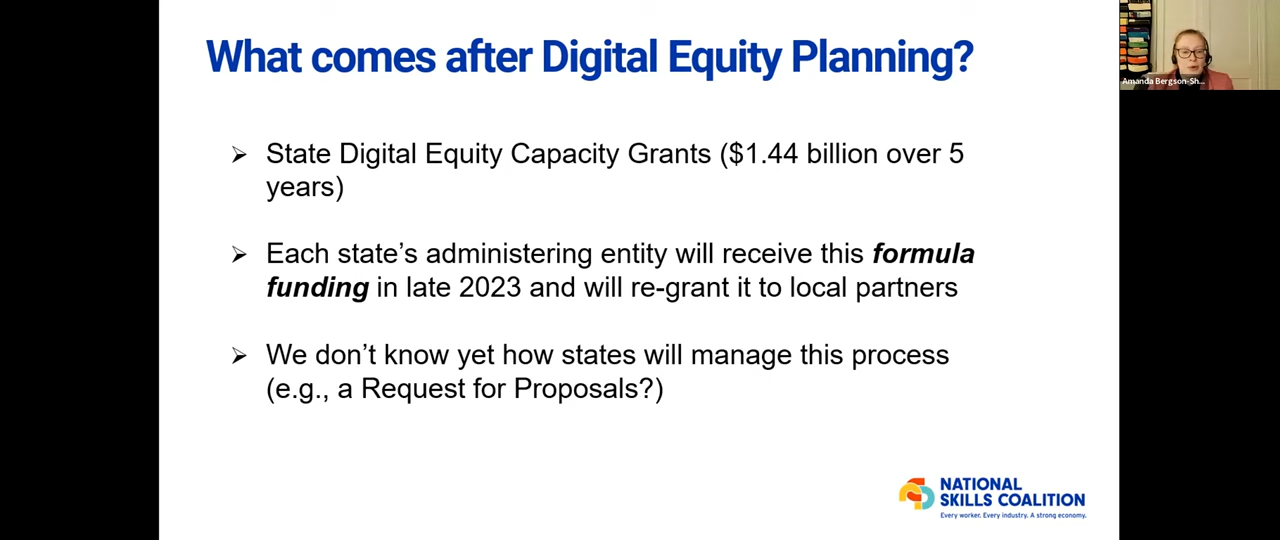 What comes after Digital Equity Planning?
Amanda Bergson-Sh...
➢ State Digital Equity Capacity Grants ($1.44 billion over 5
years)
➢ Each state’s administering entity will receive this formula
funding in late 2023 and will re-grant it to local partners
➢ We don’t know yet how states will manage this process
(e.g., a Request for Proposals?)
NATIONAL
SKILLS COALITION
Every worker. Every industry. A strong economy.